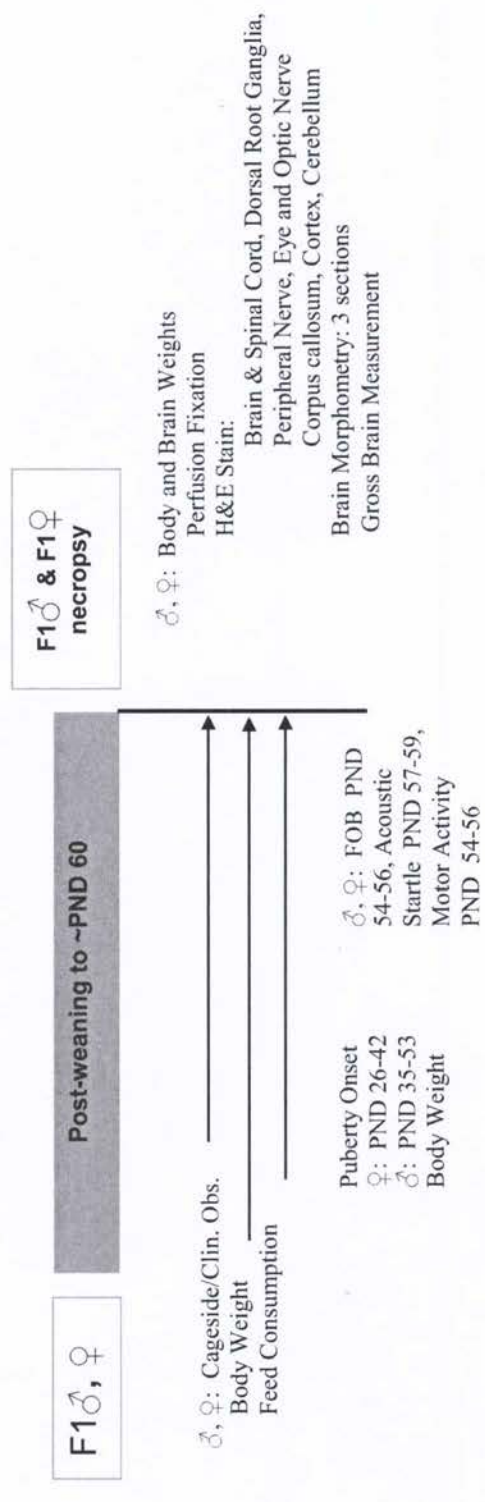 F1♂, ♀
Post-weaning to ~PND 60
F1♂ & F1♀
necropsy
♂, ♀: Cageside/Clin. Obs.
Body Weight
Feed Consumption
Puberty Onset
♀: PND 26-42
♂: PND 35-53
Body Weight
♂, ♀: FOB PND
54-56, Acoustic
Startle PND 57-59,
Motor Activity
PND 54-56
♂, ♀: Body and Brain Weights
Perfusion Fixation
H&E Stain:
Brain & Spinal Cord, Dorsal Root Ganglia,
Peripheral Nerve, Eye and Optic Nerve
Corpus callosum, Cortex, Cerebellum
Brain Morphometry: 3 sections
Gross Brain Measurement